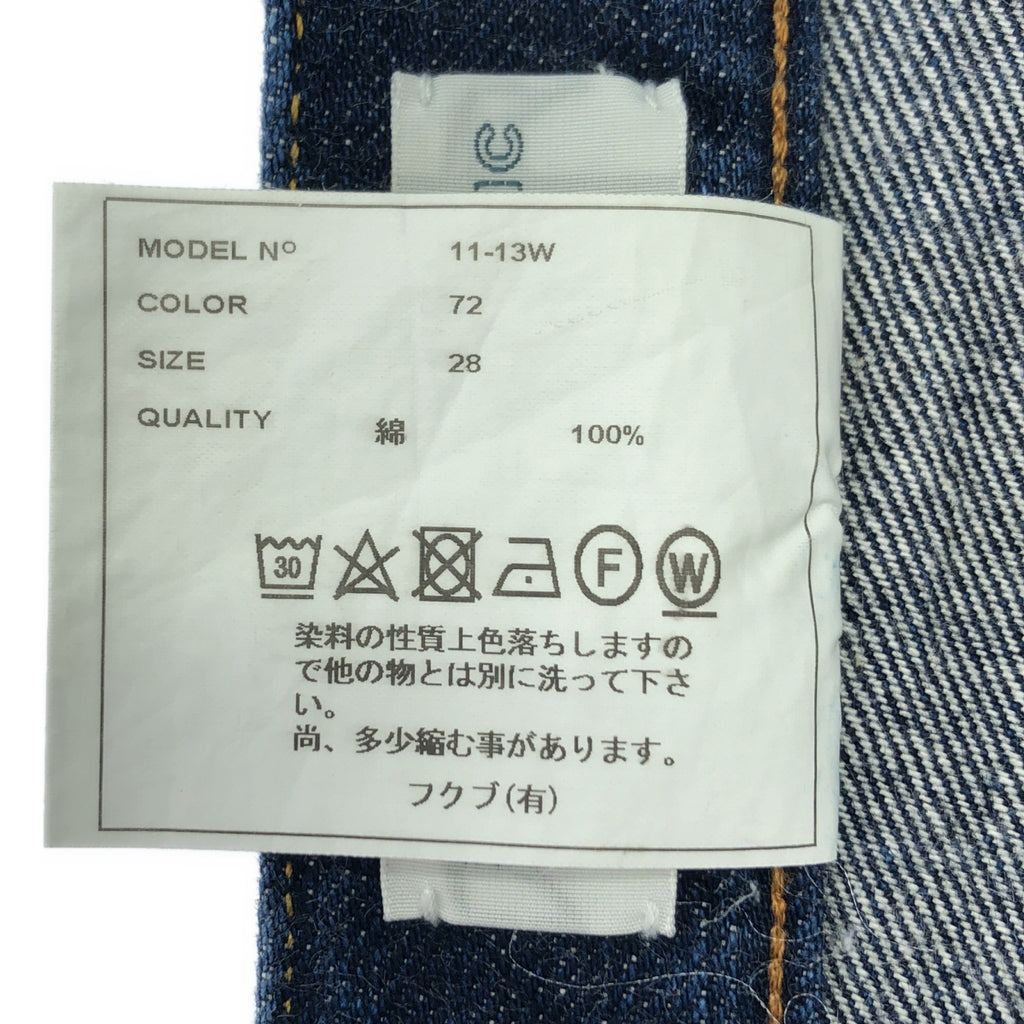 MODEL Nº 11-13W
COLOR 72
SIZE 28
QUALITY
綿 100%
30 F W
染料の性質上色落ちしますの
で他の物とは別に洗って下さ
い。
尚、多少縮む事があります。
フクブ(有)